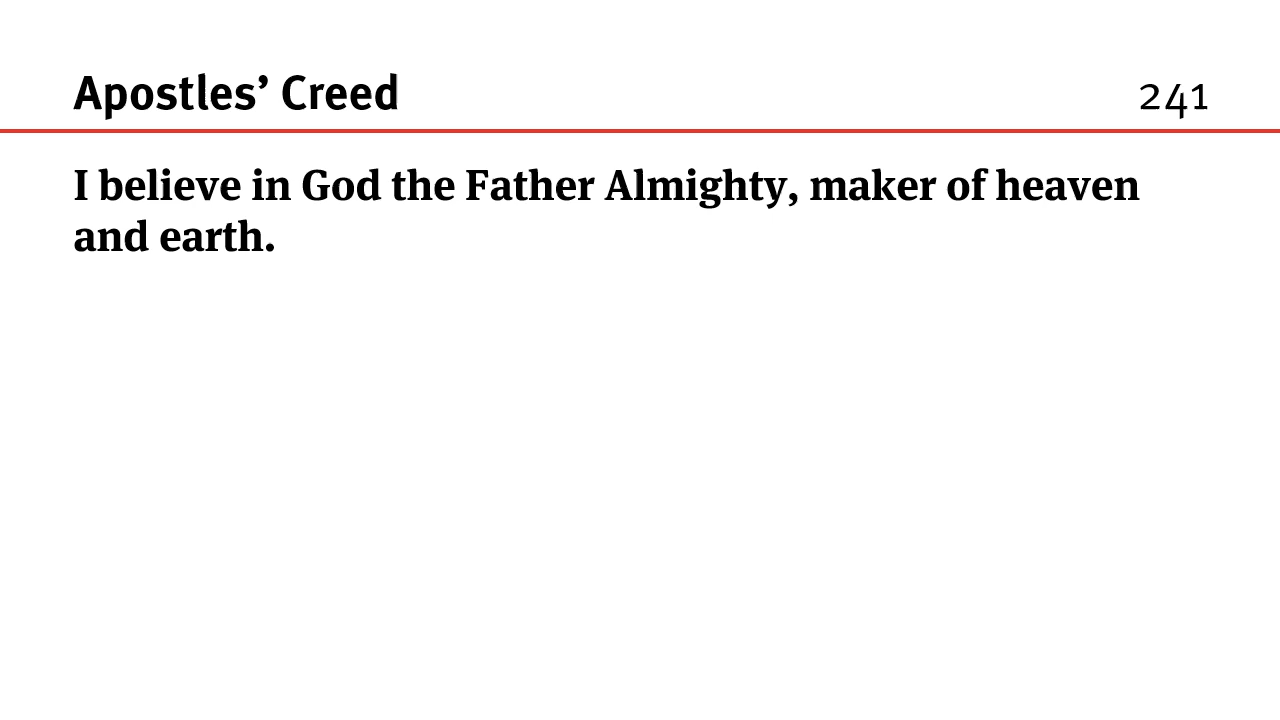 Apostles’ Creed 241
I believe in God the Father Almighty, maker of heaven
and earth.